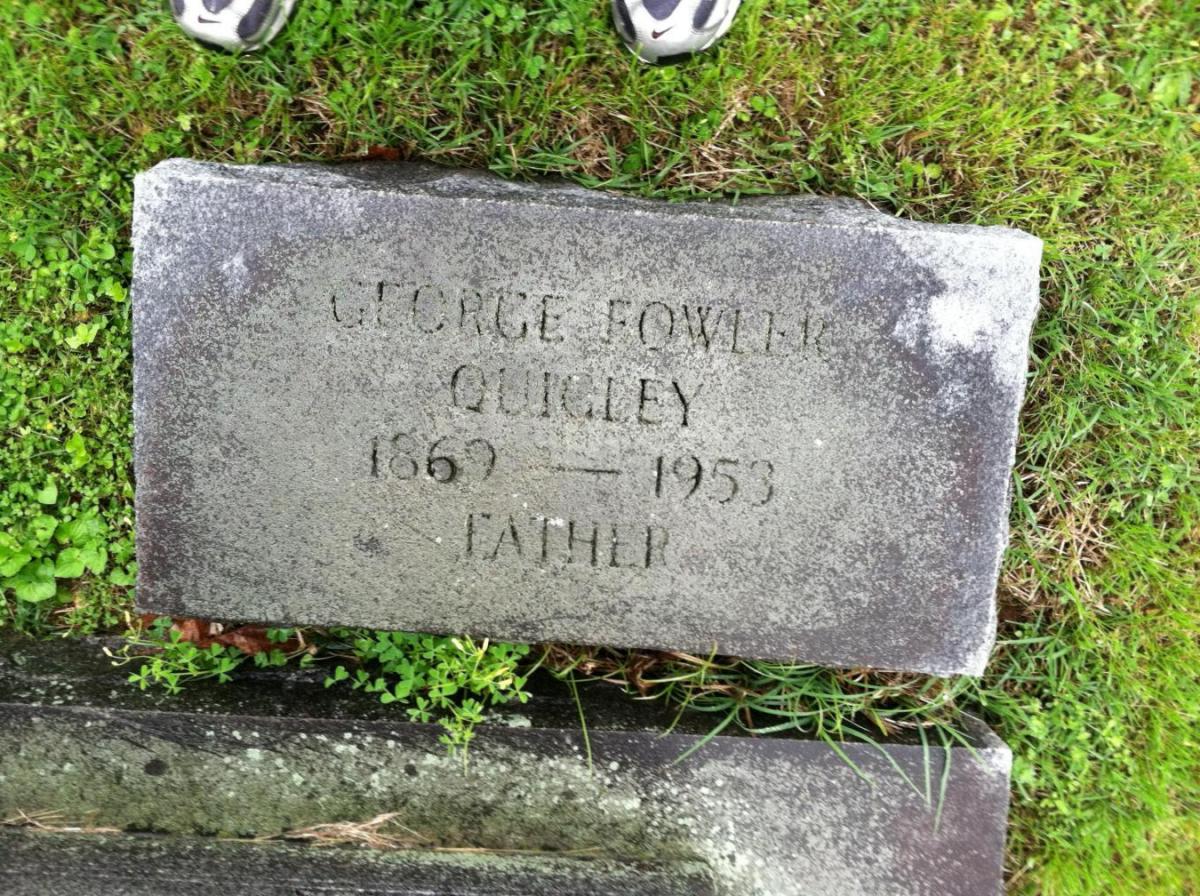 GEORGE FOWLER
QUIGLEY
1869 — 1953
FATHER